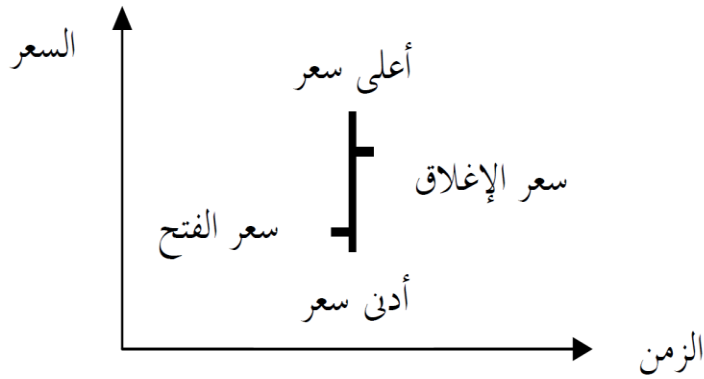 السعر
أعلى سعر
سعر الإغلاق
سعر الفتح
أدنى سعر
الزمن